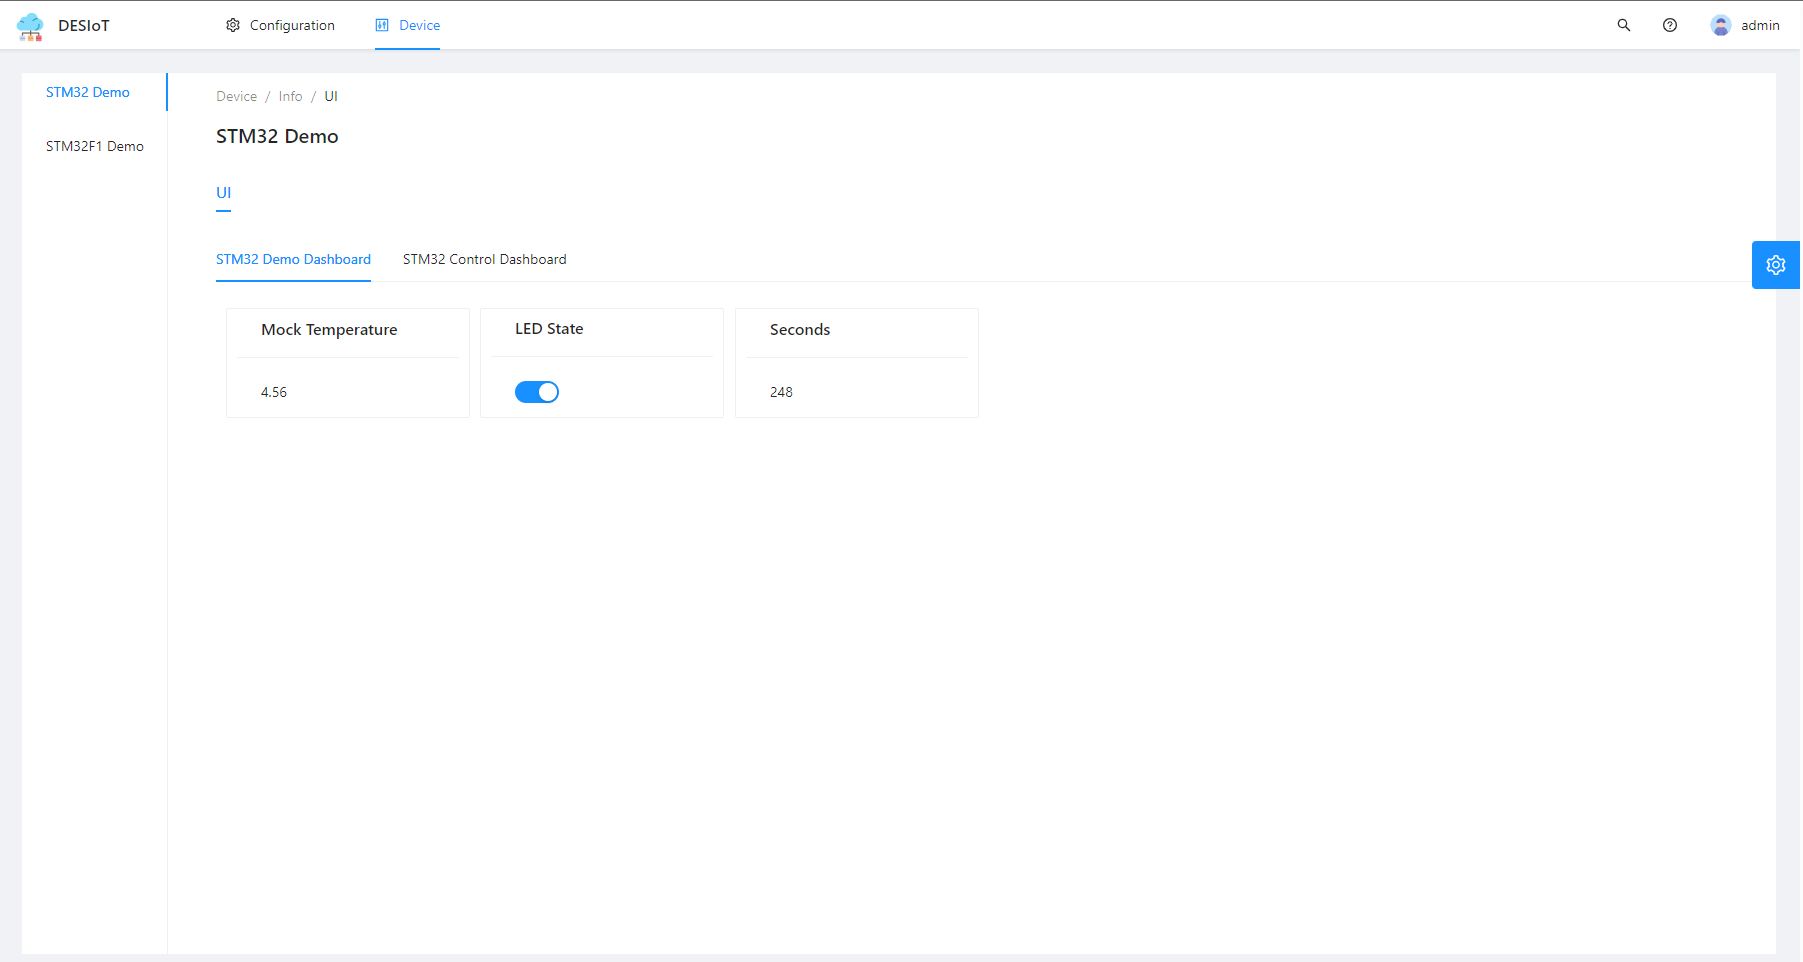 DESIoT
Configuration
Device
admin
STM32 Demo
STM32F1 Demo
Device / Info / UI
STM32 Demo
UI
STM32 Demo Dashboard
STM32 Control Dashboard
Mock Temperature
4.56
LED State
Seconds
248